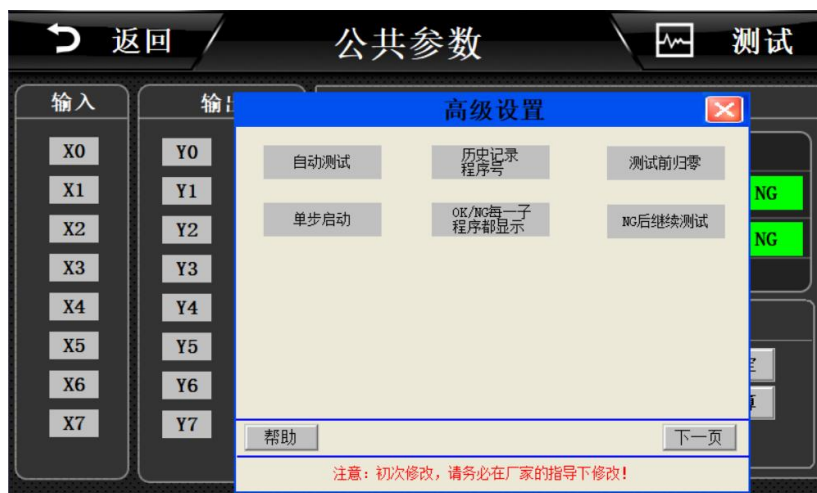 返回
公共参数
测试
输入
输出
高级设置
X0
Y0
自动测试
历史记录
程序号
测试前归零
X1
Y1
单步启动
OK/NG每一子
程序都显示
NG后继续测试
NG
X2
Y2
NG
X3
Y3
X4
Y4
X5
Y5
X6
Y6
X7
Y7
帮助
下一页
注意：初次修改，请务必在厂家的指导下修改！